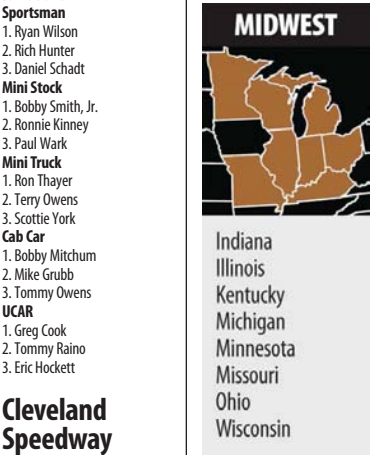 Sportsman
1. Ryan Wilson
2. Rich Hunter
3. Daniel Schadt
Mini Stock
1. Bobby Smith, Jr.
2. Ronnie Kinney
3. Paul Wark
Mini Truck
1. Ron Thayer
2. Terry Owens
3. Scottie York
Cab Car
1. Bobby Mitchum
2. Mike Grubb
3. Tommy Owens
UCAR
1. Greg Cook
2. Tommy Raino
3. Eric Hockett
Cleveland
Speedway
MIDWEST
Indiana
Illinois
Kentucky
Michigan
Minnesota
Missouri
Ohio
Wisconsin